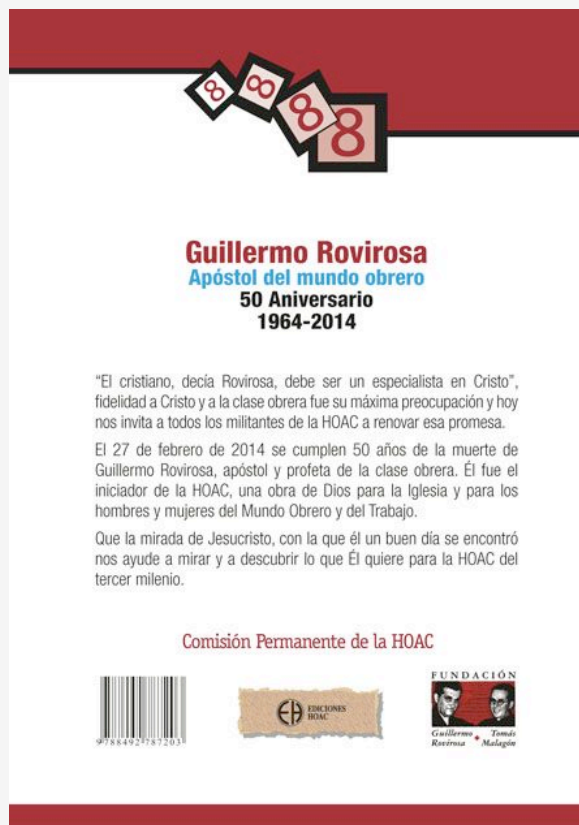 8
8
8
8
Guillermo Rovirosa
Apóstol del mundo obrero
50 Aniversario
1964-2014
“El cristiano, decía Rovirosa, debe ser un especialista en Cristo”,
fidelidad a Cristo y a la clase obrera fue su máxima preocupación y hoy
nos invita a todos los militantes de la HOAC a renovar esa promesa.
El 27 de febrero de 2014 se cumplen 50 años de la muerte de
Guillermo Rovirosa, apóstol y profeta de la clase obrera. Él fue el
iniciador de la HOAC, una obra de Dios para la Iglesia y para los
hombres y mujeres del Mundo Obrero y del Trabajo.
Que la mirada de Jesucristo, con la que él un buen día se encontró
nos ayude a mirar y a descubrir lo que Él quiere para la HOAC del
tercer milenio.
Comisión Permanente de la HOAC
9 788492 787203
EH EDICIONES
HOAC
FUNDACIÓN
Guillermo Tomás
Rovirosa Malagón